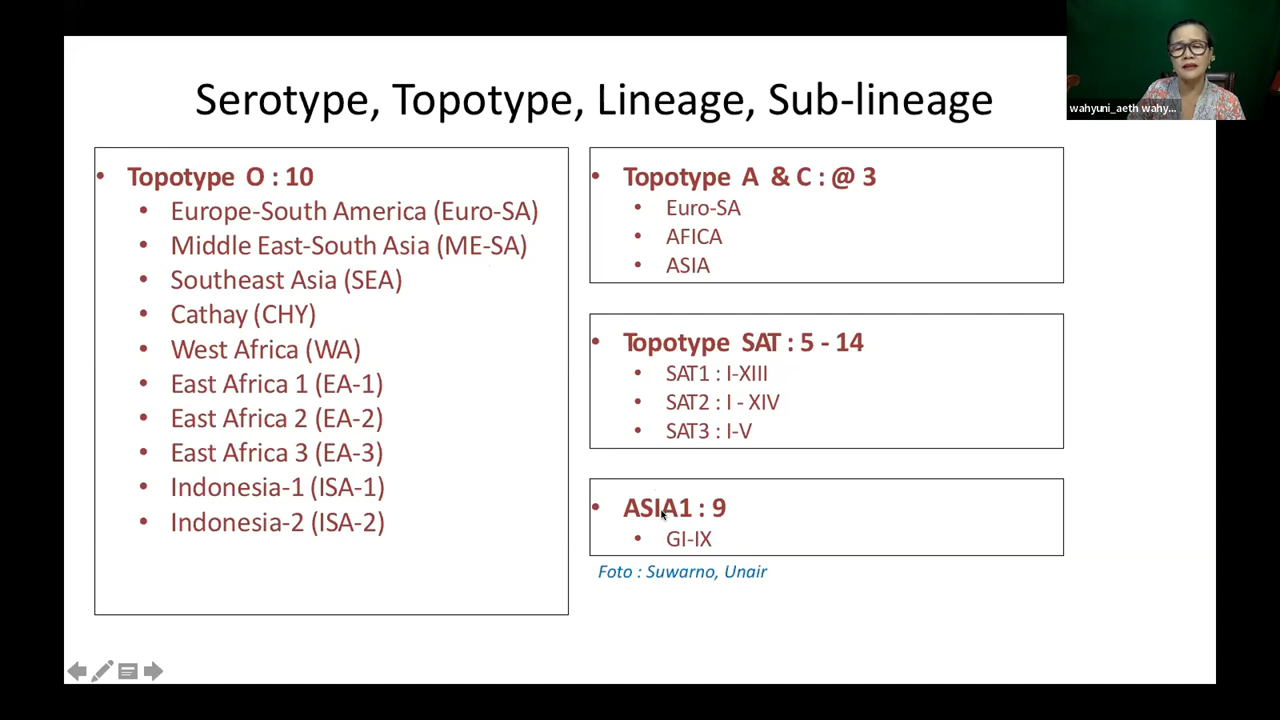 Serotype, Topotype, Lineage, Sub-lineage
• Topotype O : 10
• Europe-South America (Euro-SA)
• Middle East-South Asia (ME-SA)
• Southeast Asia (SEA)
• Cathay (CHY)
• West Africa (WA)
• East Africa 1 (EA-1)
• East Africa 2 (EA-2)
• East Africa 3 (EA-3)
• Indonesia-1 (ISA-1)
• Indonesia-2 (ISA-2)
• Topotype A & C : @ 3
• Euro-SA
• AFICA
• ASIA
• Topotype SAT : 5 - 14
• SAT1 : I-XIII
• SAT2 : I - XIV
• SAT3 : I-V
• ASIA1 : 9
• GI-IX
Foto : Suwarno, Unair
wahyuni_aeth wahy...